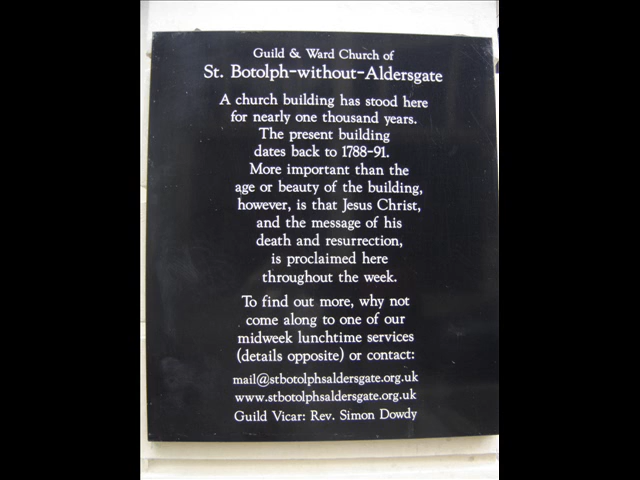 Guild & Ward Church of
St. Botolph-without-Aldersgate
A church building has stood here
for nearly one thousand years.
The present building
dates back to 1788-91.
More important than the
age or beauty of the building,
however, is that Jesus Christ,
and the message of his
death and resurrection,
is proclaimed here
throughout the week.
To find out more, why not
come along to one of our
midweek lunchtime services
(details opposite) or contact:
mail@stbotolphsaldersgate.org.uk
www.stbotolphsaldersgate.org.uk
Guild Vicar: Rev. Simon Dowdy